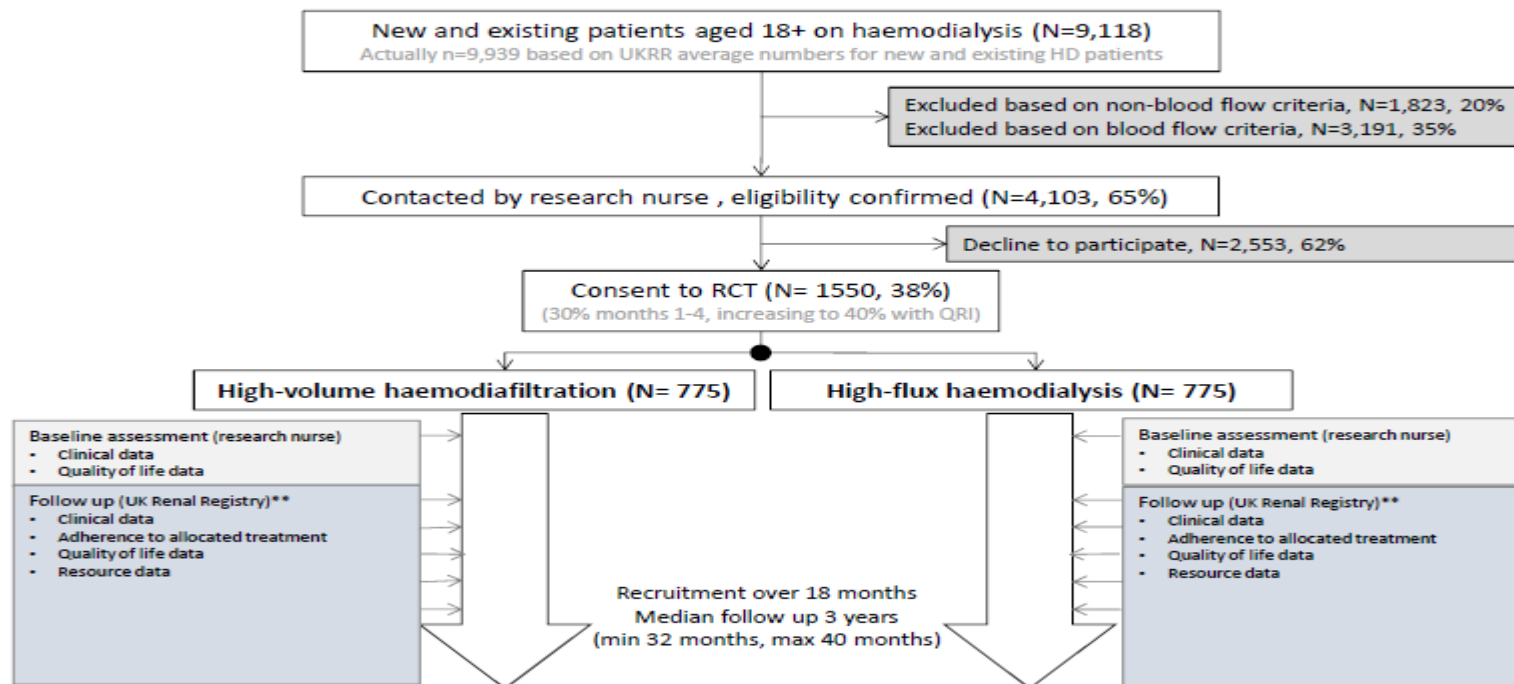 New and existing patients aged 18+ on haemodialysis (N=9,118)
Actually n=9,939 based on UKRR average numbers for new and existing HD patients
Excluded based on non-blood flow criteria, N=1,823, 20%
Excluded based on blood flow criteria, N=3,191, 35%
Contacted by research nurse , eligibility confirmed (N=4,103, 65%)
Decline to participate, N=2,553, 62%
Consent to RCT (N= 1550, 38%)
(30% months 1-4, increasing to 40% with QRI)
High-volume haemodiafiltration (N= 775)
High-flux haemodialysis (N= 775)
Baseline assessment (research nurse)
• Clinical data
• Quality of life data
Follow up (UK Renal Registry)**
• Clinical data
• Adherence to allocated treatment
• Quality of life data
• Resource data
Baseline assessment (research nurse)
• Clinical data
• Quality of life data
Follow up (UK Renal Registry)**
• Clinical data
• Adherence to allocated treatment
• Quality of life data
• Resource data
Recruitment over 18 months
Median follow up 3 years
(min 32 months, max 40 months)